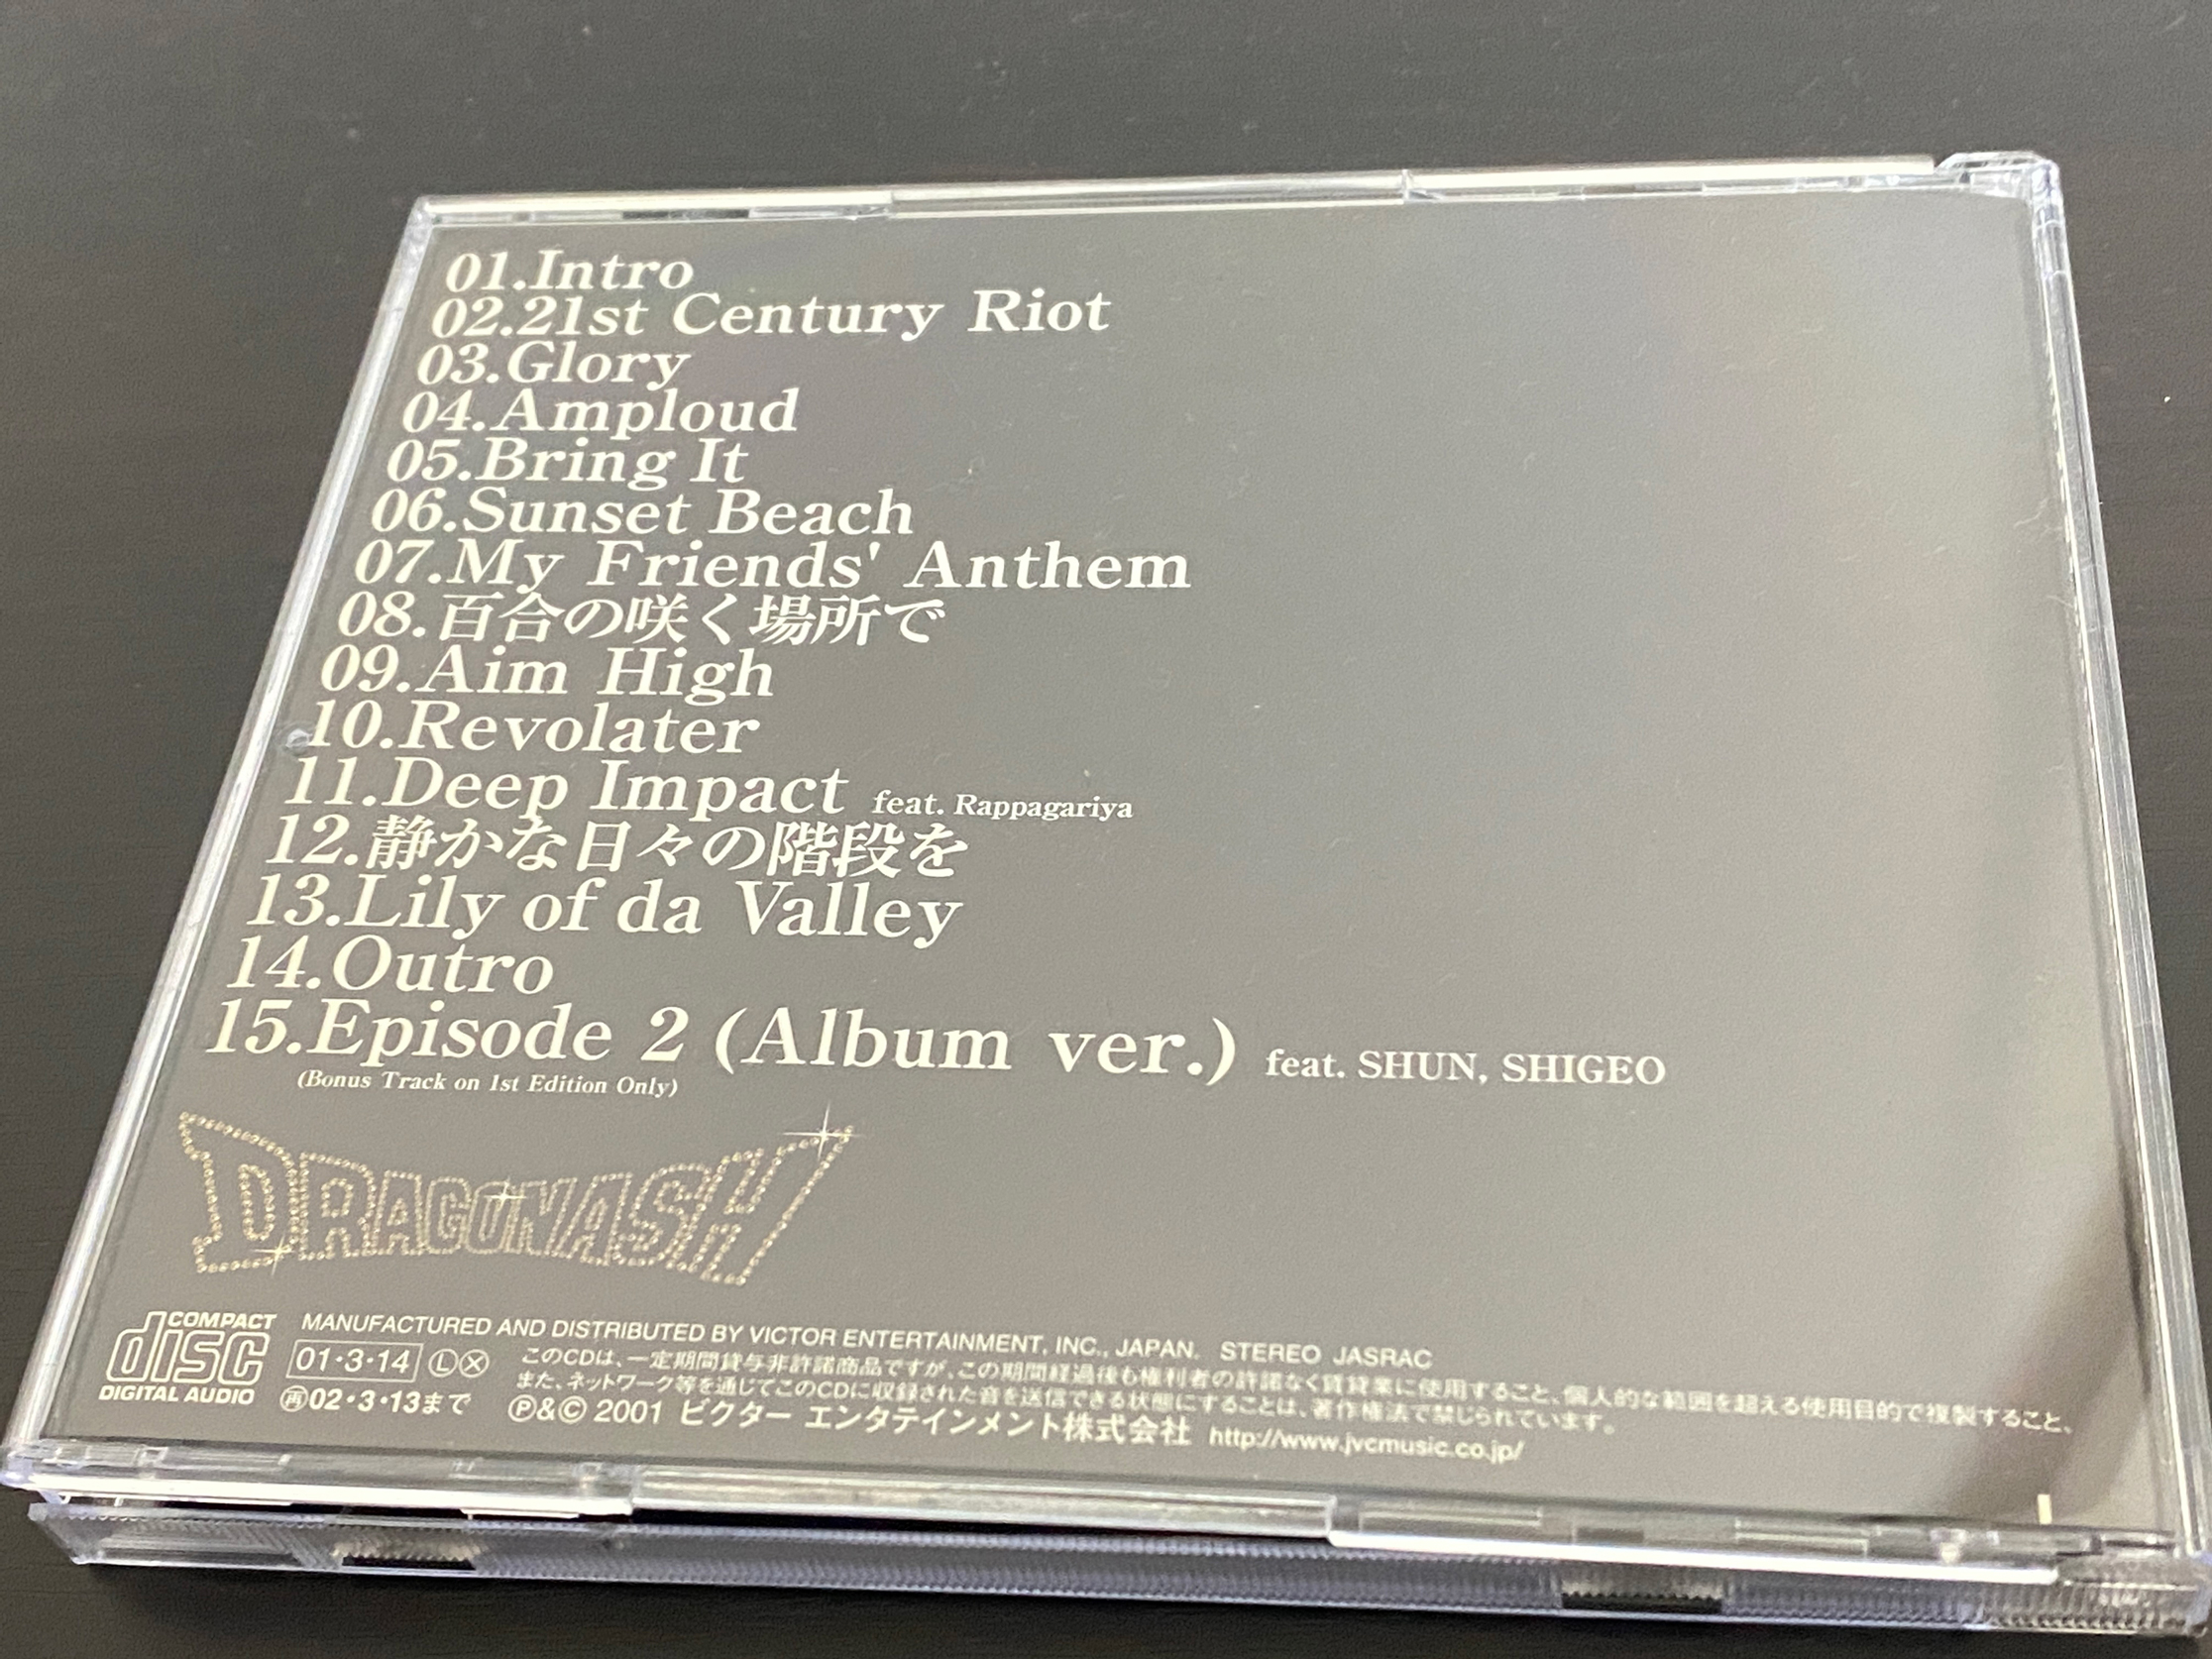 01.Intro
02.21st Century Riot
03.Glory
04.Amploud
05.Bring It
06.Sunset Beach
07.My Friends' Anthem
08.百合の咲く場所で
09.Aim High
10.Revolater
11.Deep Impact feat. Rappagariya
12.静かな日々の階段を
13.Lily of da Valley
14.Outro
15.Episode 2 (Album ver.) feat. SHUN, SHIGEO
(Bonus Track on 1st Edition Only)
DRAGONASH
COMPACT disc DIGITAL AUDIO
MANUFACTURED AND DISTRIBUTED BY VICTOR ENTERTAINMENT, INC., JAPAN. STEREO JASRAC
01・3・14 Ⓛ ⓧ
再02・3・13まで
このCDは、一定期間貸与非許諾商品ですが、この期間経過後も権利者の許諾なく賃貸業に使用すること、個人的な範囲を超える使用目的で複製すること、
また、ネットワーク等を通じてこのCDに収録された音を送信できる状態にすることは、著作権法で禁じられています。
Ⓟ&© 2001 ビクター エンタテインメント株式会社 http://www.jvcmusic.co.jp/